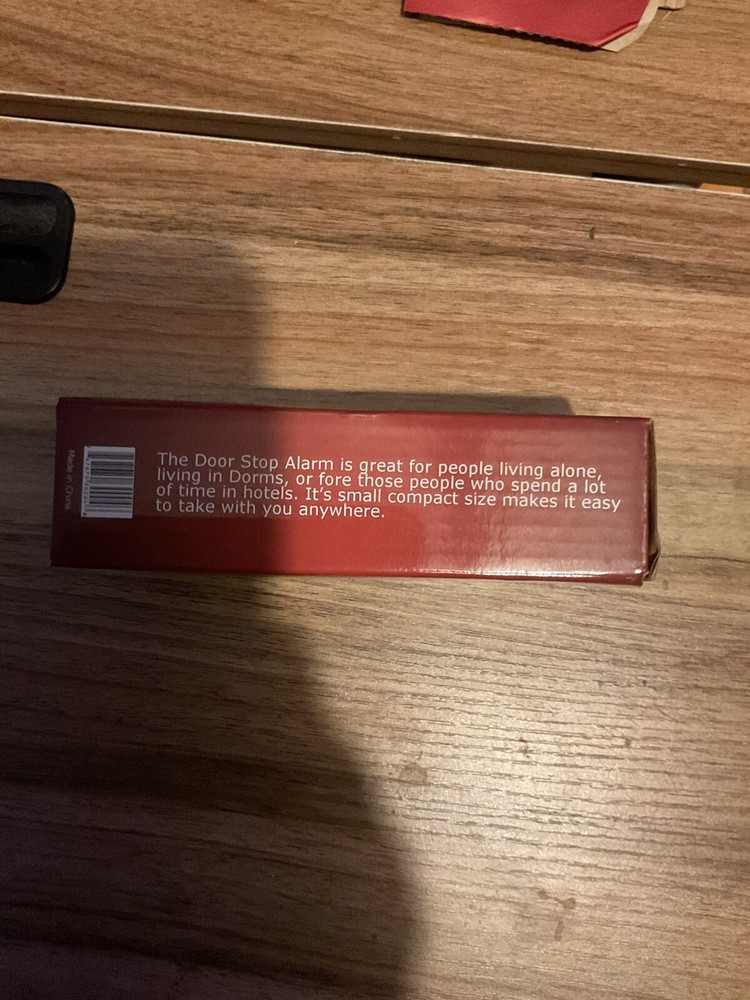 The Door Stop Alarm is great for people living alone,
living in Dorms, or fore those people who spend a lot
of time in hotels. It's small compact size makes it easy
to take with you anywhere.
Made in China